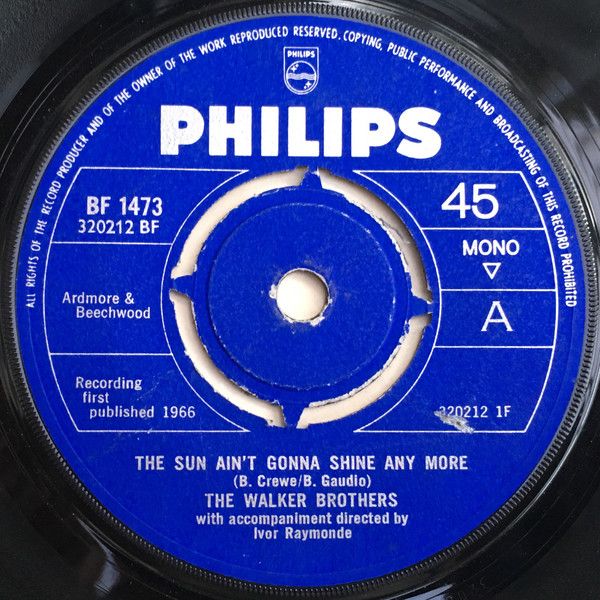 ALL RIGHTS OF THE RECORD PRODUCER AND OF THE OWNER OF THE WORK REPRODUCED RESERVED. COPYING, PUBLIC PERFORMANCE AND BROADCASTING OF THIS RECORD PROHIBITED
PHILIPS
PHILIPS
BF 1473
320212 BF
45
MONO
A
Ardmore &
Beechwood
Recording
first
published 1966
320212 1F
THE SUN AIN'T GONNA SHINE ANY MORE
(B. Crewe/B. Gaudio)
THE WALKER BROTHERS
with accompaniment directed by
Ivor Raymonde